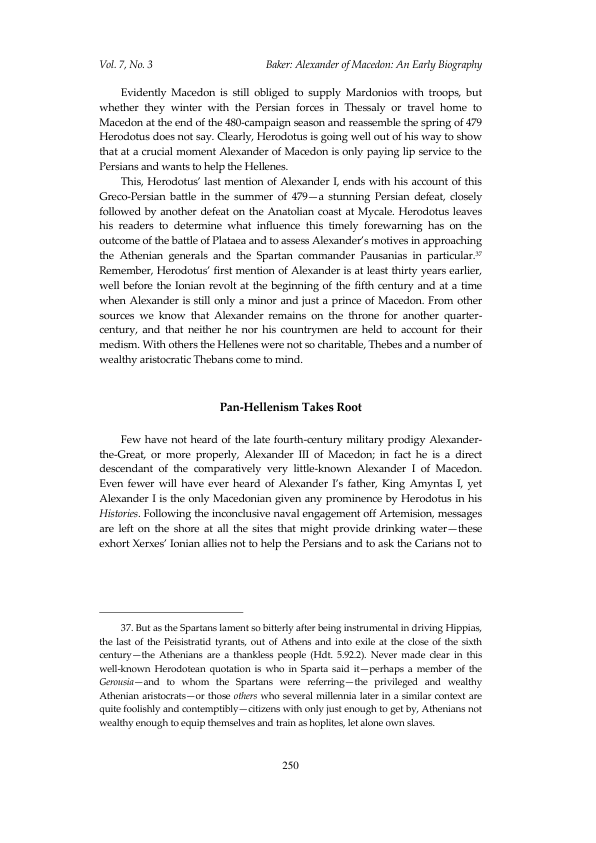 Vol. 7, No. 3 Baker: Alexander of Macedon: An Early Biography
Evidently Macedon is still obliged to supply Mardonios with troops, but
whether they winter with the Persian forces in Thessaly or travel home to
Macedon at the end of the 480-campaign season and reassemble the spring of 479
Herodotus does not say. Clearly, Herodotus is going well out of his way to show
that at a crucial moment Alexander of Macedon is only paying lip service to the
Persians and wants to help the Hellenes.
This, Herodotus' last mention of Alexander I, ends with his account of this
Greco-Persian battle in the summer of 479—a stunning Persian defeat, closely
followed by another defeat on the Anatolian coast at Mycale. Herodotus leaves
his readers to determine what influence this timely forewarning has on the
outcome of the battle of Plataea and to assess Alexander's motives in approaching
the Athenian generals and the Spartan commander Pausanias in particular.37
Remember, Herodotus' first mention of Alexander is at least thirty years earlier,
well before the Ionian revolt at the beginning of the fifth century and at a time
when Alexander is still only a minor and just a prince of Macedon. From other
sources we know that Alexander remains on the throne for another quarter-
century, and that neither he nor his countrymen are held to account for their
medism. With others the Hellenes were not so charitable, Thebes and a number of
wealthy aristocratic Thebans come to mind.
Pan-Hellenism Takes Root
Few have not heard of the late fourth-century military prodigy Alexander-
the-Great, or more properly, Alexander III of Macedon; in fact he is a direct
descendant of the comparatively very little-known Alexander I of Macedon.
Even fewer will have ever heard of Alexander I's father, King Amyntas I, yet
Alexander I is the only Macedonian given any prominence by Herodotus in his
Histories. Following the inconclusive naval engagement off Artemision, messages
are left on the shore at all the sites that might provide drinking water—these
exhort Xerxes' Ionian allies not to help the Persians and to ask the Carians not to
37. But as the Spartans lament so bitterly after being instrumental in driving Hippias,
the last of the Peisistratid tyrants, out of Athens and into exile at the close of the sixth
century—the Athenians are a thankless people (Hdt. 5.92.2). Never made clear in this
well-known Herodotean quotation is who in Sparta said it—perhaps a member of the
Gerousia—and to whom the Spartans were referring—the privileged and wealthy
Athenian aristocrats—or those others who several millennia later in a similar context are
quite foolishly and contemptibly—citizens with only just enough to get by, Athenians not
wealthy enough to equip themselves and train as hoplites, let alone own slaves.
250